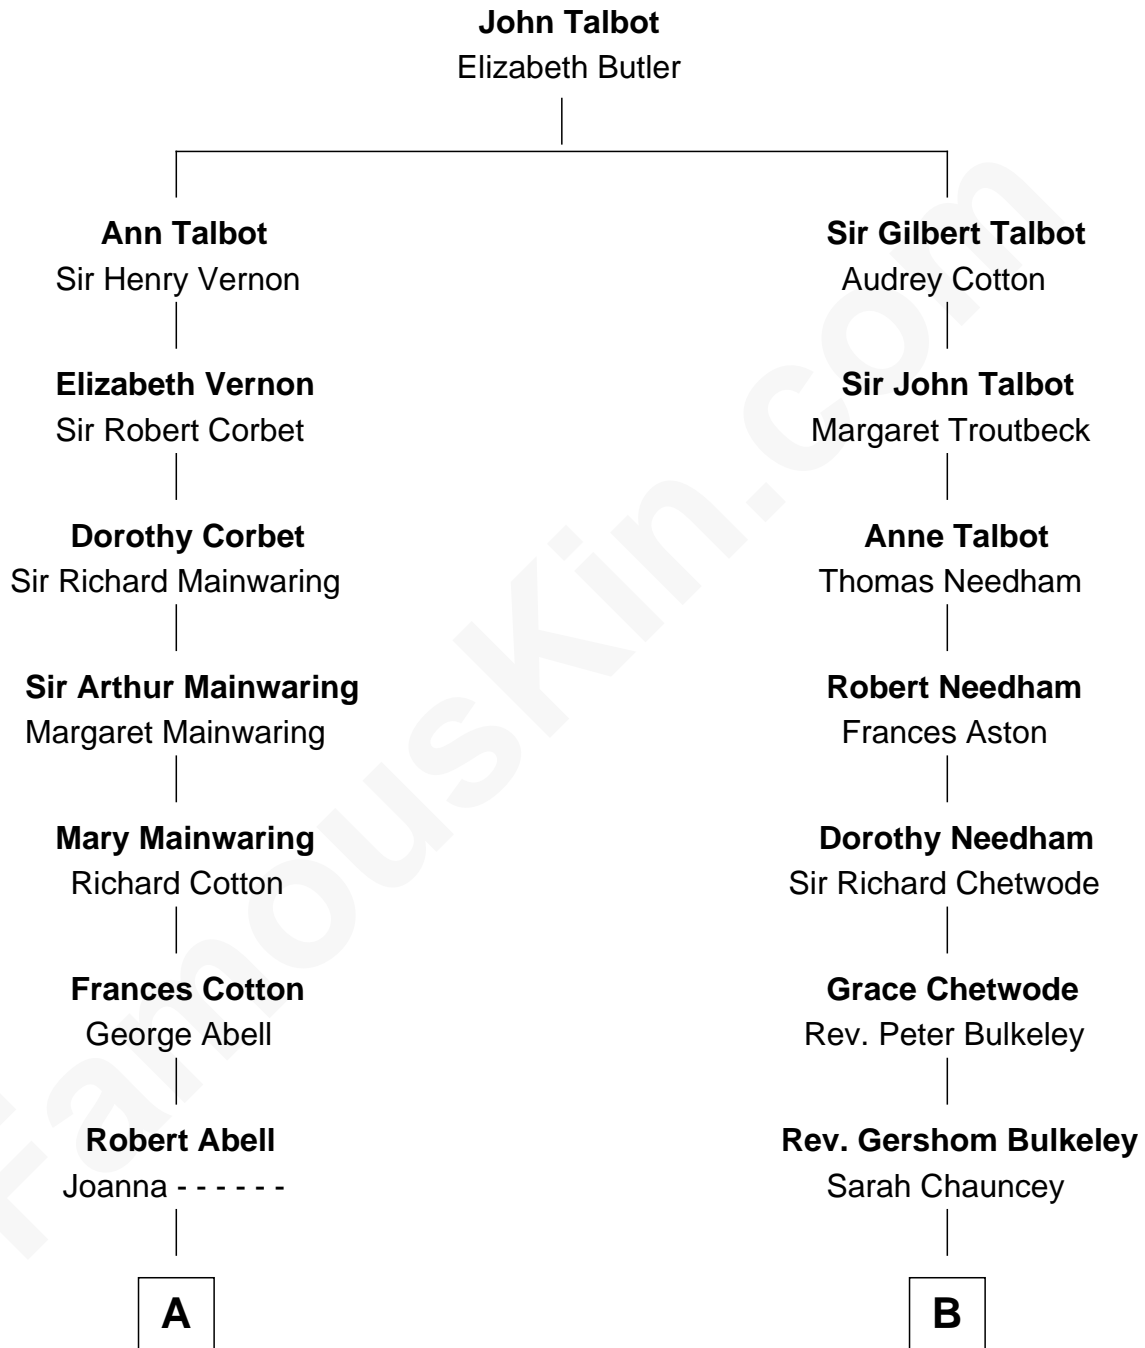 John Talbot
Elizabeth Butler
Ann Talbot
Sir Henry Vernon
Sir Gilbert Talbot
Audrey Cotton
Elizabeth Vernon
Sir Robert Corbet
Sir John Talbot
Margaret Troutbeck
Dorothy Corbet
Sir Richard Mainwaring
Anne Talbot
Thomas Needham
Sir Arthur Mainwaring
Margaret Mainwaring
Robert Needham
Frances Aston
Mary Mainwaring
Richard Cotton
Dorothy Needham
Sir Richard Chetwode
Frances Cotton
George Abell
Grace Chetwode
Rev. Peter Bulkeley
Robert Abell
Joanna - - - - - -
Rev. Gershom Bulkeley
Sarah Chauncey
A
B
FamousKin.com